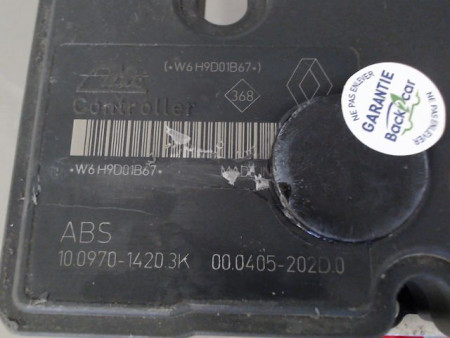 (•W6H9D01B67•)
Ate
Controller
368
•W6H9D01B67•
ABS
10.0970-1420.3K 00.0405-202D.0
NE PAS ENLEVER
GARANTIE
Back2car
NE PAS ENLEVER